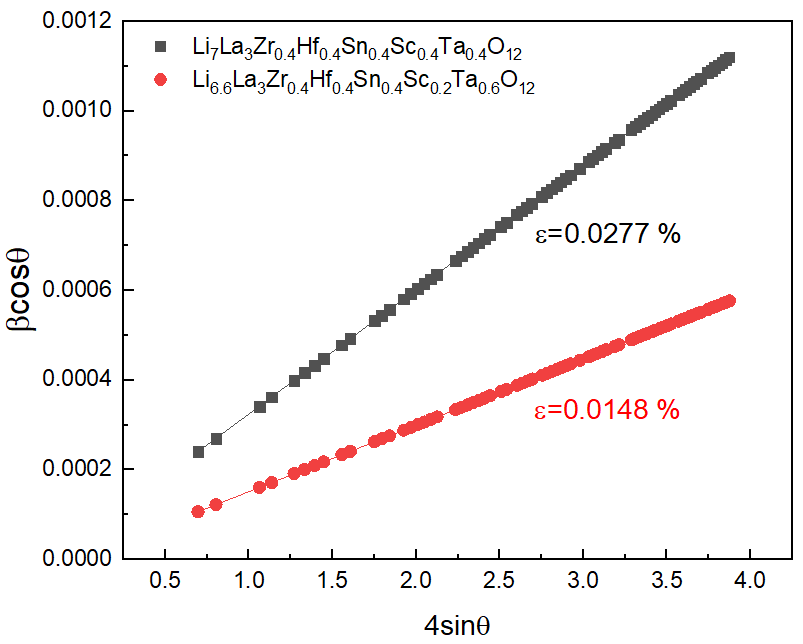 0.0012
0.0010
0.0008
0.0006
0.0004
0.0002
0.0000
βcosθ
Li7La3Zr0.4Hf0.4Sn0.4Sc0.4Ta0.4O12
Li6.6La3Zr0.4Hf0.4Sn0.4Sc0.2Ta0.6O12
ε=0.0277 %
ε=0.0148 %
0.5 1.0 1.5 2.0 2.5 3.0 3.5 4.0
4sinθ